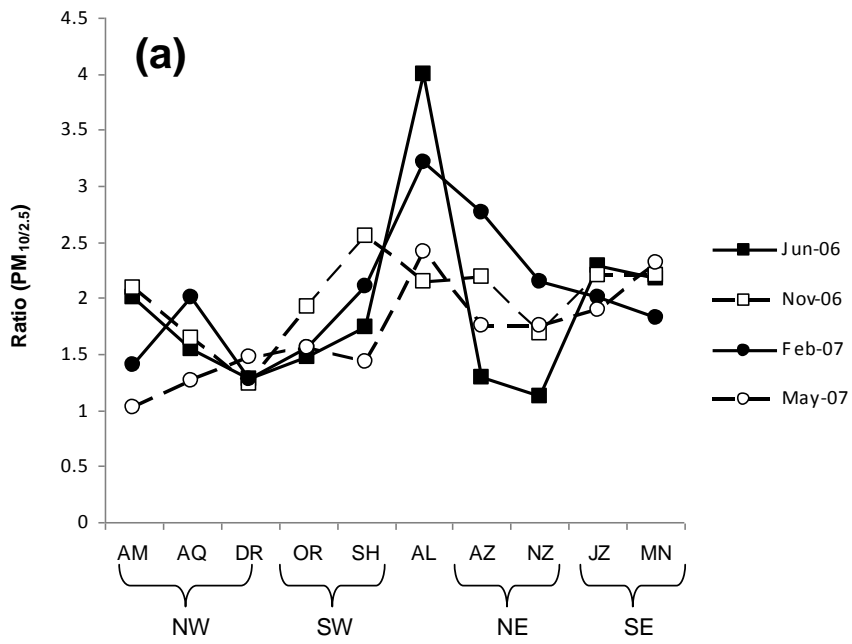 (a)
4.5
4
3.5
3
2.5
2
1.5
1
0.5
0
Ratio (PM10/2.5)
AM AQ DR OR SH AL AZ NZ JZ MN
NW SW NE SE
Jun-06
Nov-06
Feb-07
May-07